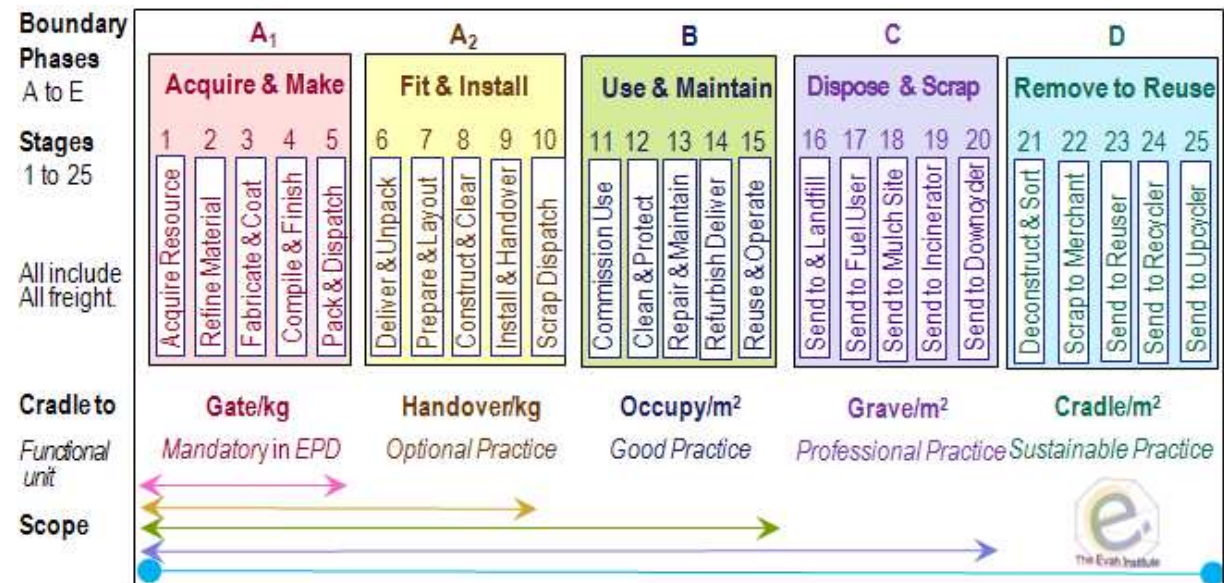 Boundary A₁ A₂ B C D
Phases
A to E
Acquire & Make Fit & Install Use & Maintain Dispose & Scrap Remove to Reuse
Stages
1 to 25
1 2 3 4 5 6 7 8 9 10 11 12 13 14 15 16 17 18 19 20 21 22 23 24 25
Acquire Resource
Refine Material
Fabricate & Coat
Compile & Finish
Pack & Dispatch
Deliver & Unpack
Prepare & Layout
Construct & Clear
Install & Handover
Scrap Dispatch
Commission Use
Clean & Protect
Repair & Maintain
Refurbish Deliver
Reuse & Operate
Send to & Landfill
Send to Fuel User
Send to Mulch Site
Send to Incinerator
Send to Downcyder
Deconstruct & Sort
Scrap to Merchant
Send to Reuser
Send to Recycler
Send to Upcycler
All include
All freight.
Cradle to Gate/kg Handover/kg Occupy/m² Grave/m² Cradle/m²
Functional unit Mandatory in EPD Optional Practice Good Practice Professional Practice Sustainable Practice
Scope
e.
The Evah Institute